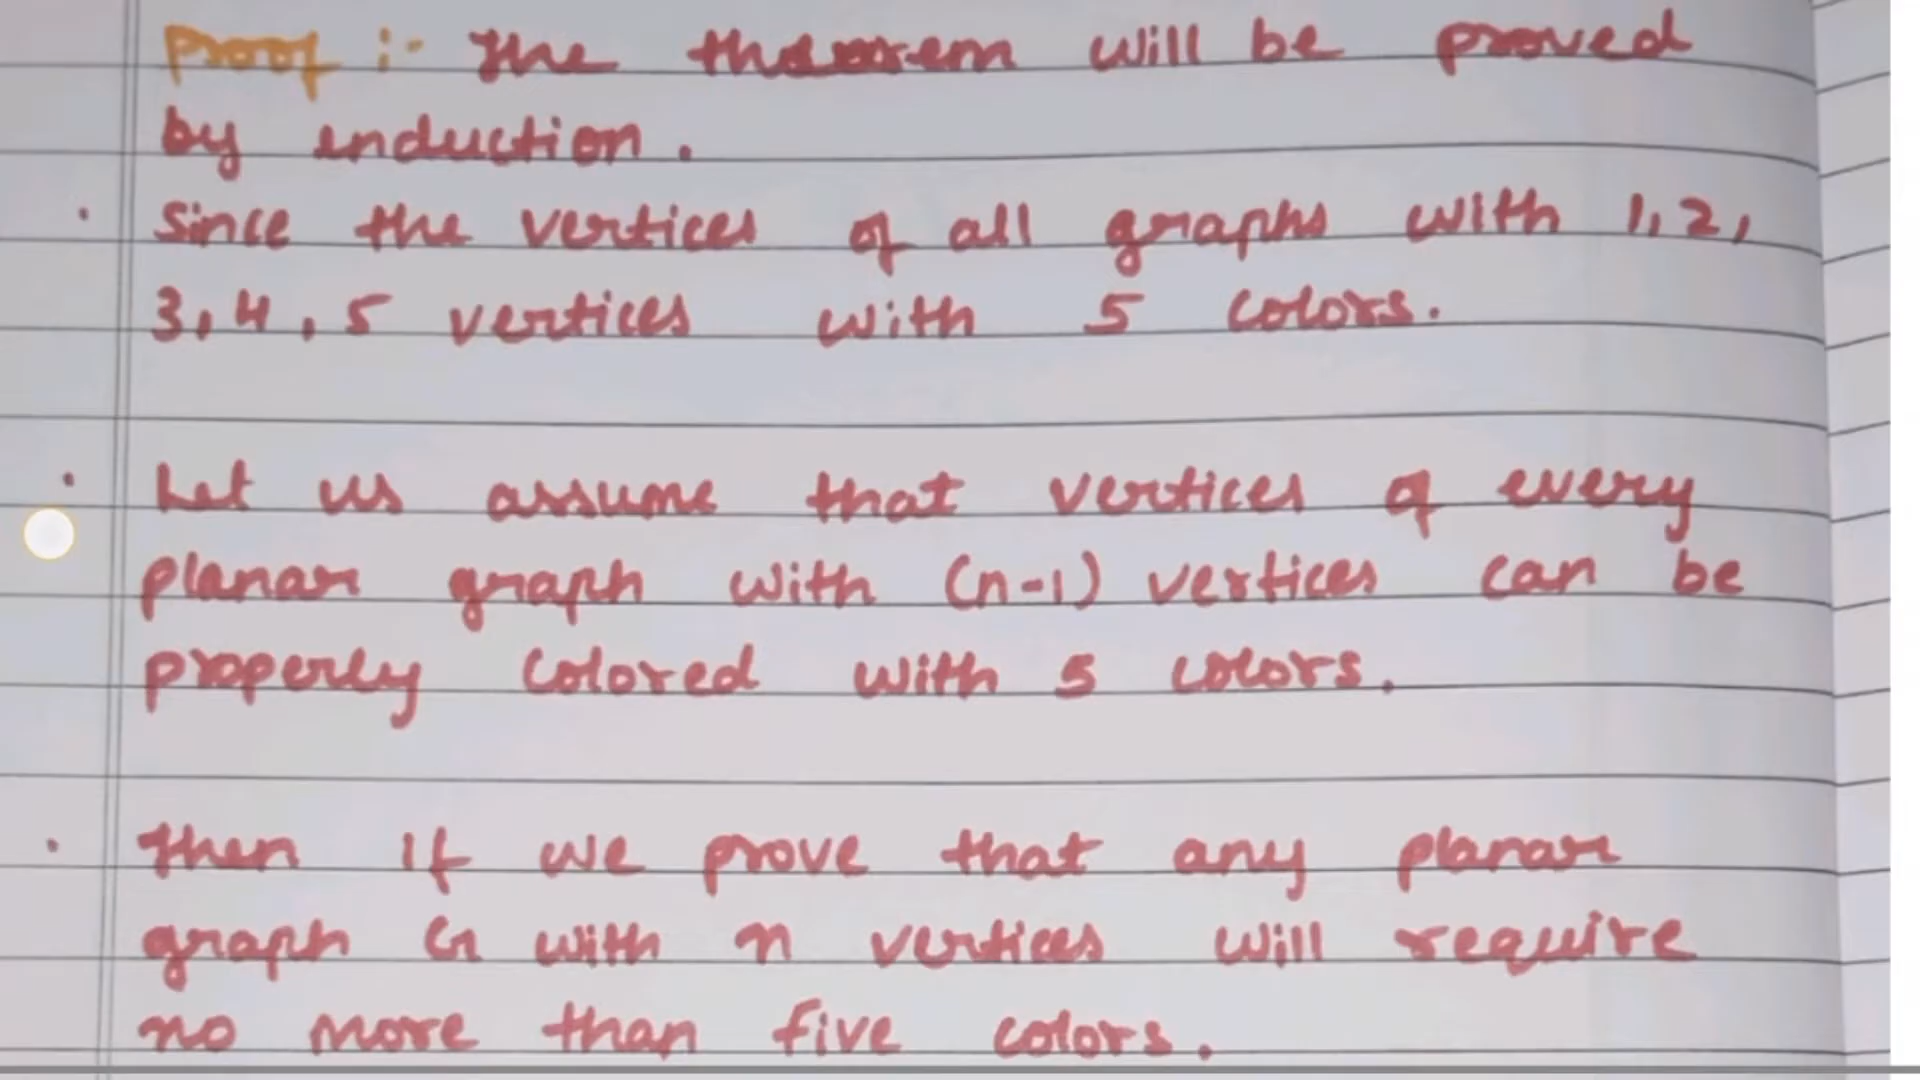 Proof :- The theorem will be proved
by induction.
• Since the vertices of all graphs with 1, 2,
3, 4, 5 vertices with 5 colors.
• Let us assume that vertices of every
planar graph with (n-1) vertices can be
properly colored with 5 colors.
• Then if we prove that any planar
graph G with n vertices will require
no more than five colors.